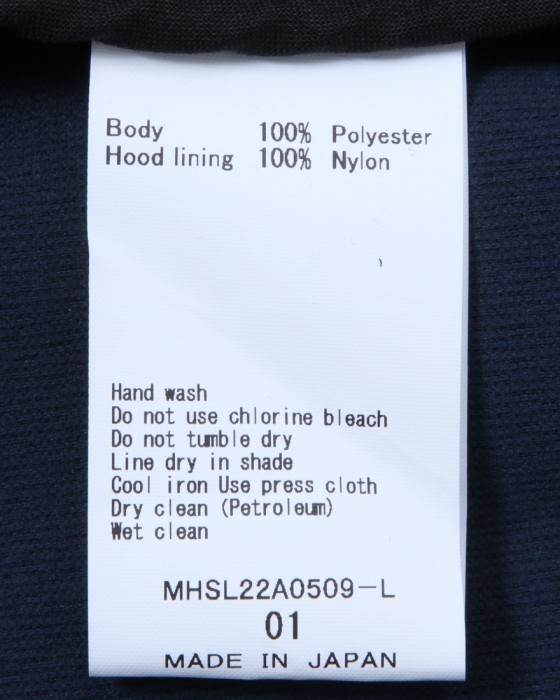 Body 100% Polyester
Hood lining 100% Nylon
Hand wash
Do not use chlorine bleach
Do not tumble dry
Line dry in shade
Cool iron Use press cloth
Dry clean (Petroleum)
Wet clean
MHSL22A0509-L
01
MADE IN JAPAN